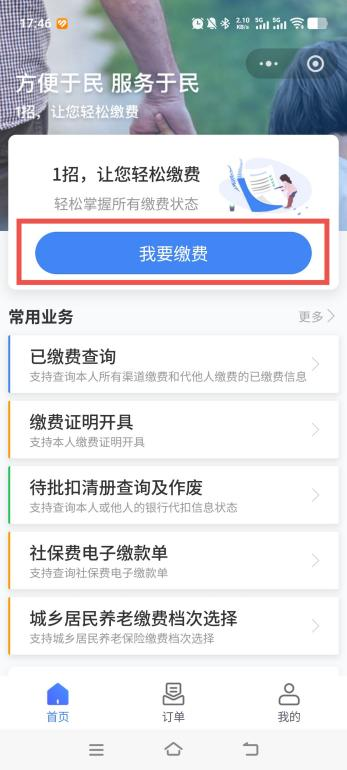 17:46
2.10 KB/s 5G 5G
方便于民 服务于民
1招，让您轻松缴费
1招，让您轻松缴费
轻松掌握所有缴费状态
我要缴费
常用业务 更多
已缴费查询
支持查询本人所有渠道缴费和代他人缴费的已缴费信息
缴费证明开具
支持本人缴费证明开具
待批扣清册查询及作废
支持查询本人或他人的银行代扣信息状态
社保费电子缴款单
支持查询社保费电子缴款单
城乡居民养老缴费档次选择
支持城乡居民养老保险缴费档次选择
首页 订单 我的